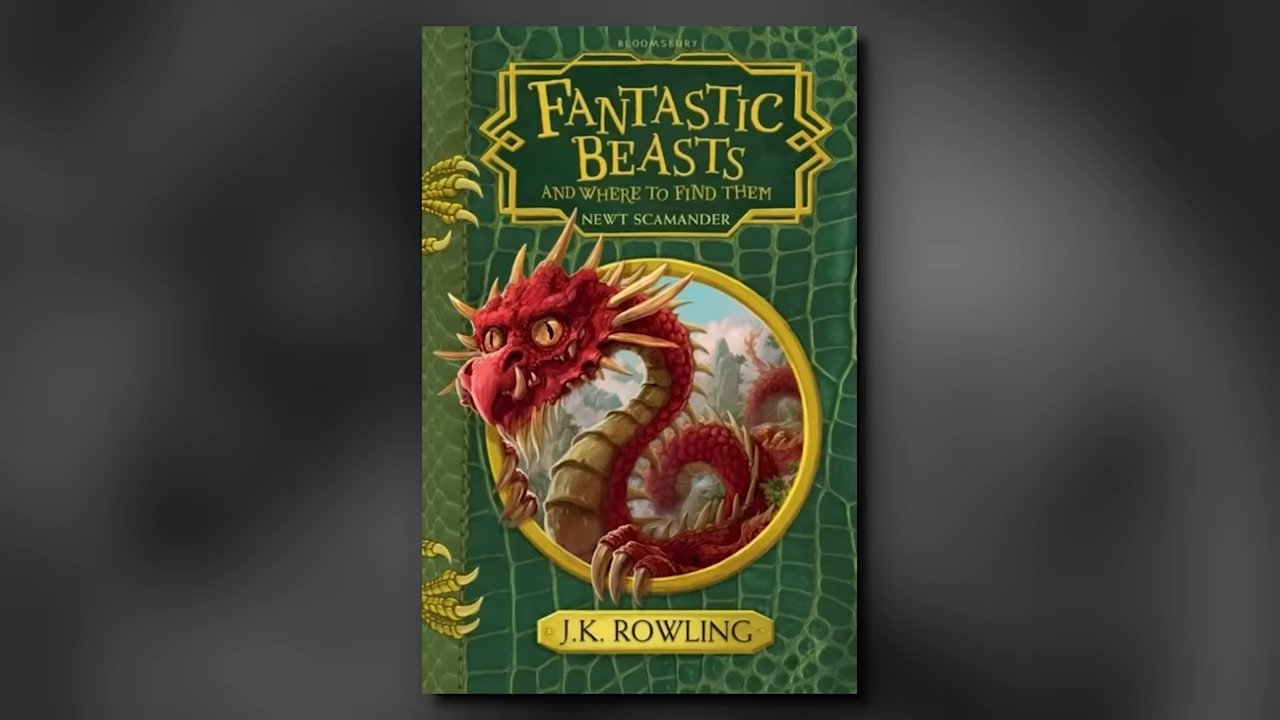 BLOOMSBURY
FANTASTIC
BEASTS
AND WHERE TO FIND THEM
NEWT SCAMANDER
J.K. ROWLING